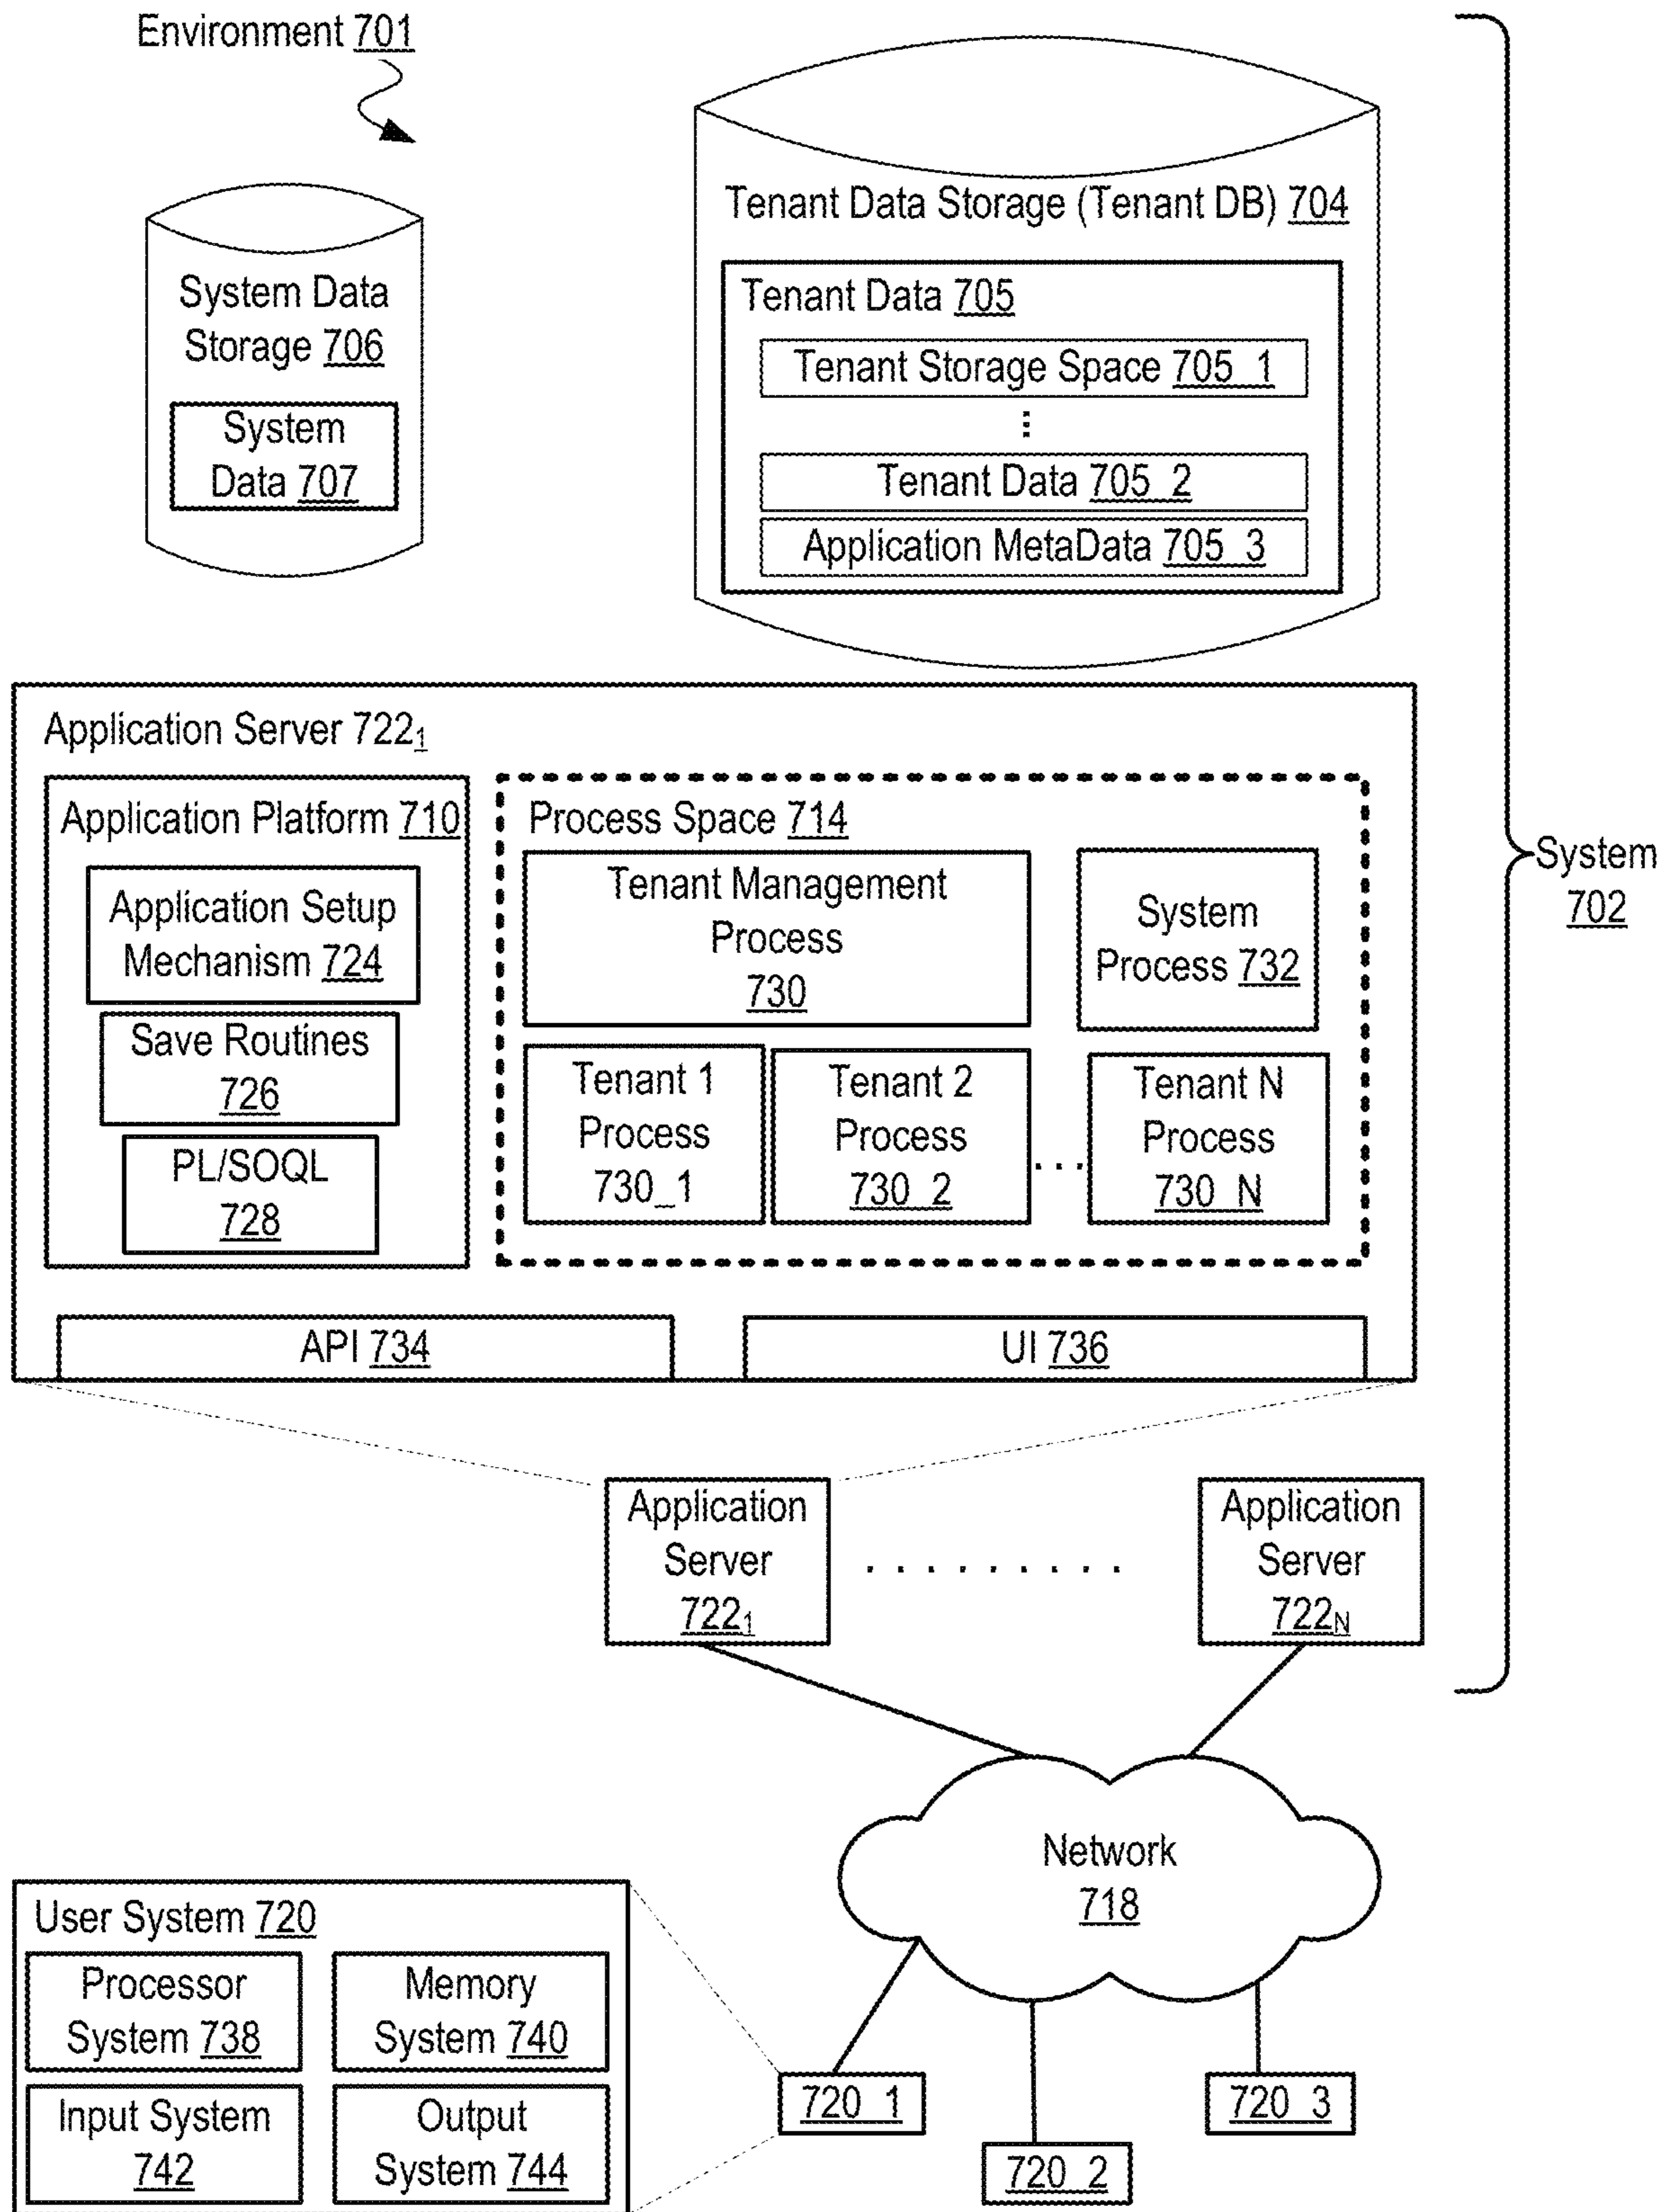 Environment 701
System Data
Storage 706
System
Data 707
Tenant Data Storage (Tenant DB) 704
Tenant Data 705
Tenant Storage Space 705_1
⋮
Tenant Data 705_2
Application MetaData 705_3
System
702
Application Server 722₁
Application Platform 710
Application Setup
Mechanism 724
Save Routines
726
PL/SOQL
728
Process Space 714
Tenant Management
Process
730
System
Process 732
Tenant 1
Process
730_1
Tenant 2
Process
730_2
...
Tenant N
Process
730_N
API 734
UI 736
Application
Server
722₁
. . . . . . . . .
Application
Server
722N
Network
718
User System 720
Processor
System 738
Memory
System 740
Input System
742
Output
System 744
720_1
720_2
720_3